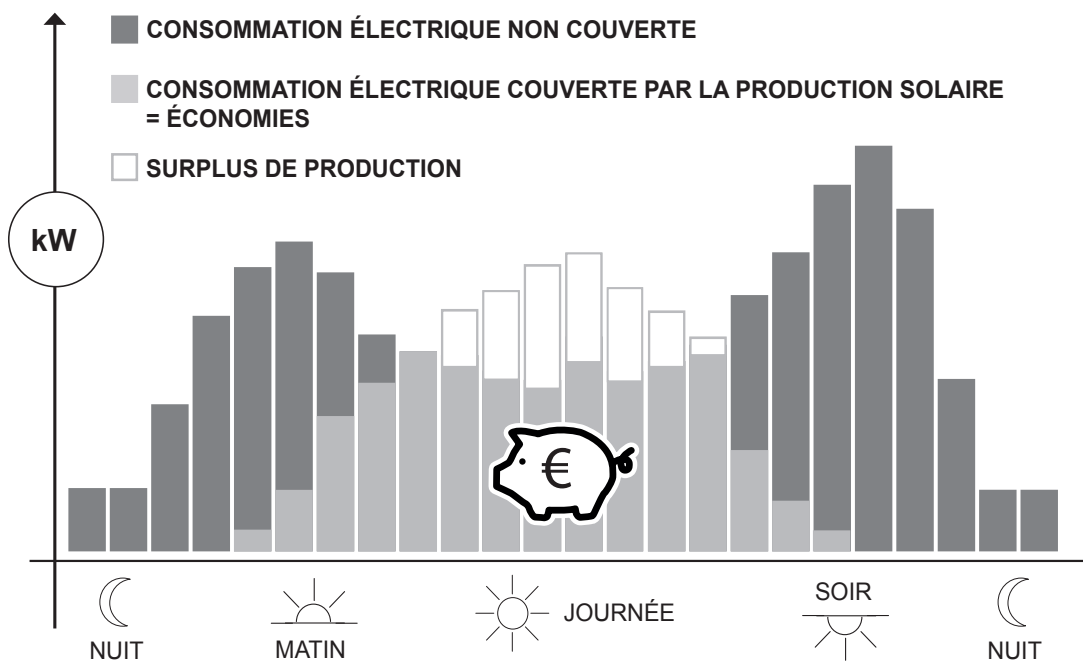 CONSOMMATION ÉLECTRIQUE NON COUVERTE
CONSOMMATION ÉLECTRIQUE COUVERTE PAR LA PRODUCTION SOLAIRE
= ÉCONOMIES
SURPLUS DE PRODUCTION
kW
€
NUIT
MATIN
JOURNÉE
SOIR
NUIT